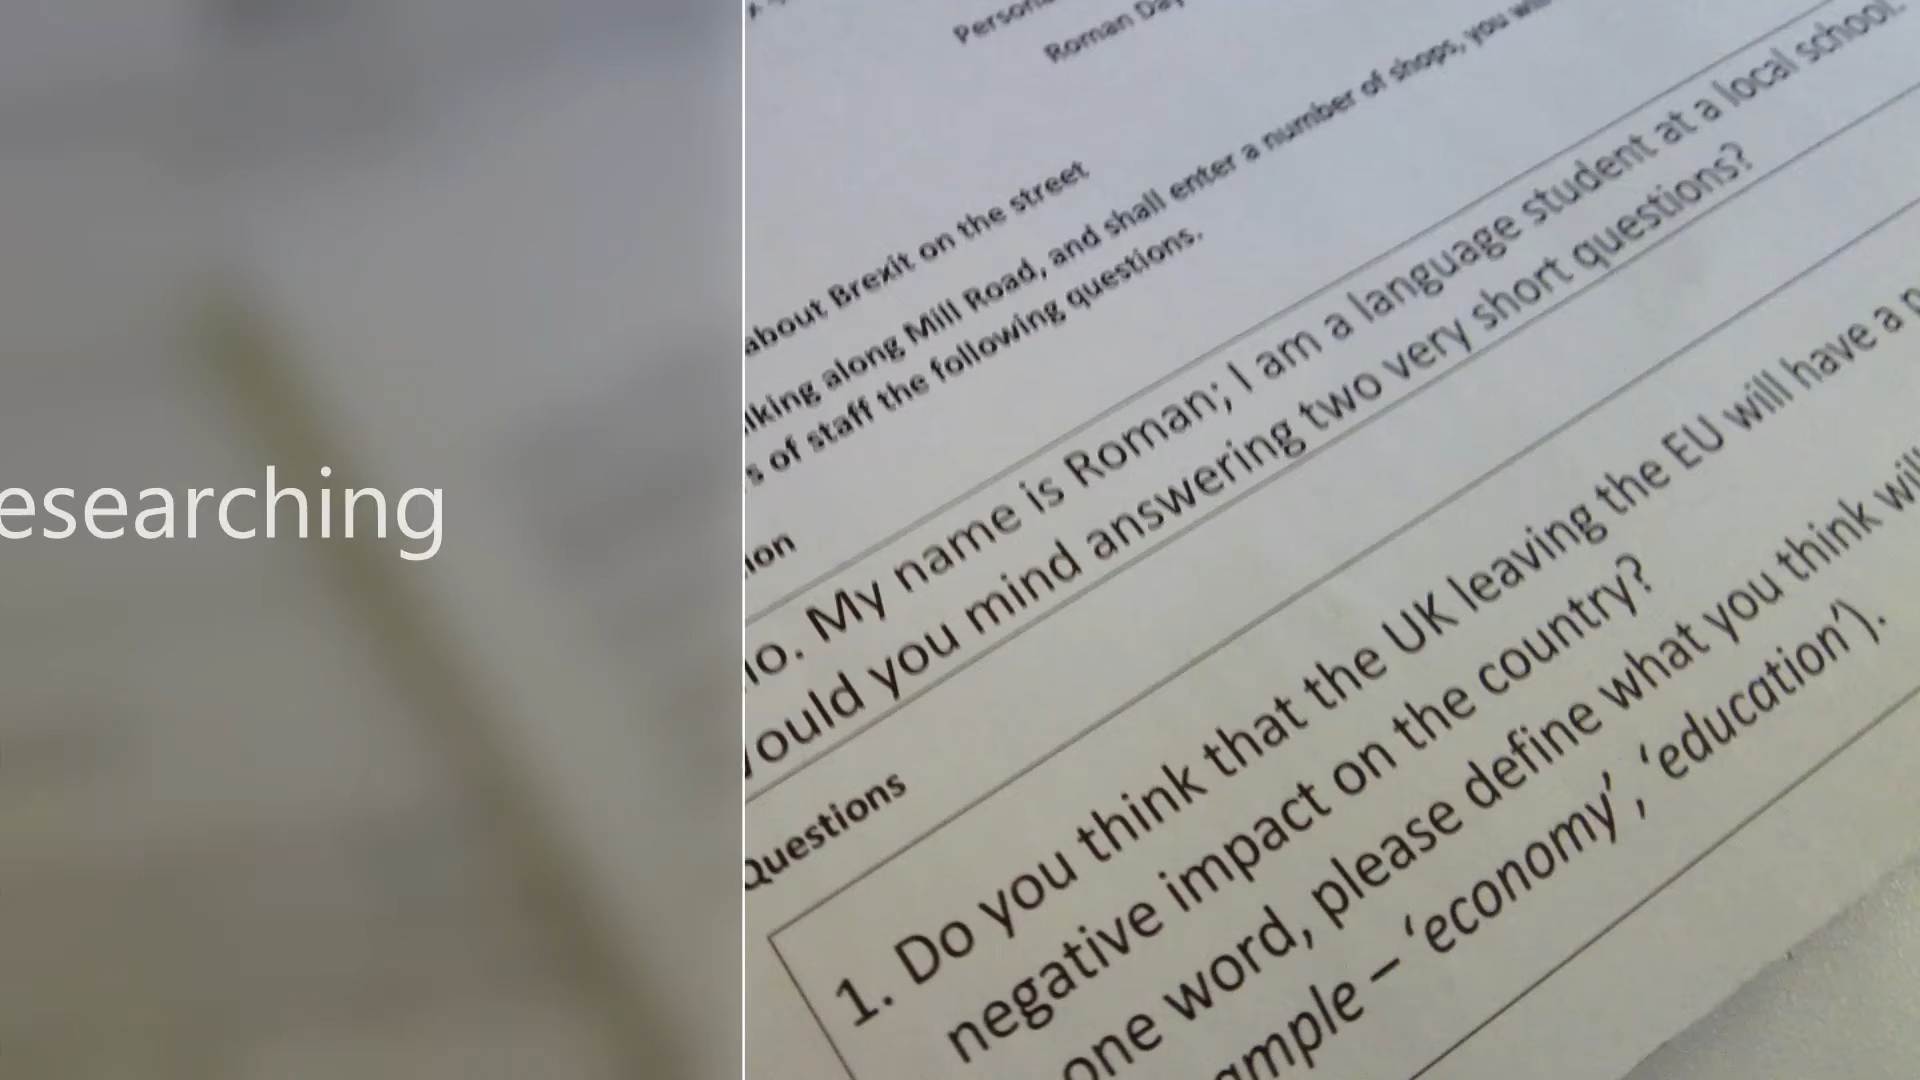 esearching
Roman Day
about Brexit on the street
lking along Mill Road, and shall enter a number of shops, you
s of staff the following questions.
ion
lo. My name is Roman; I am a language student at a local school.
ould you mind answering two very short questions?
Questions
1. Do you think that the UK leaving the EU will have a p
negative impact on the country?
one word, please define what you think will
ample – ‘economy’, ‘education’).